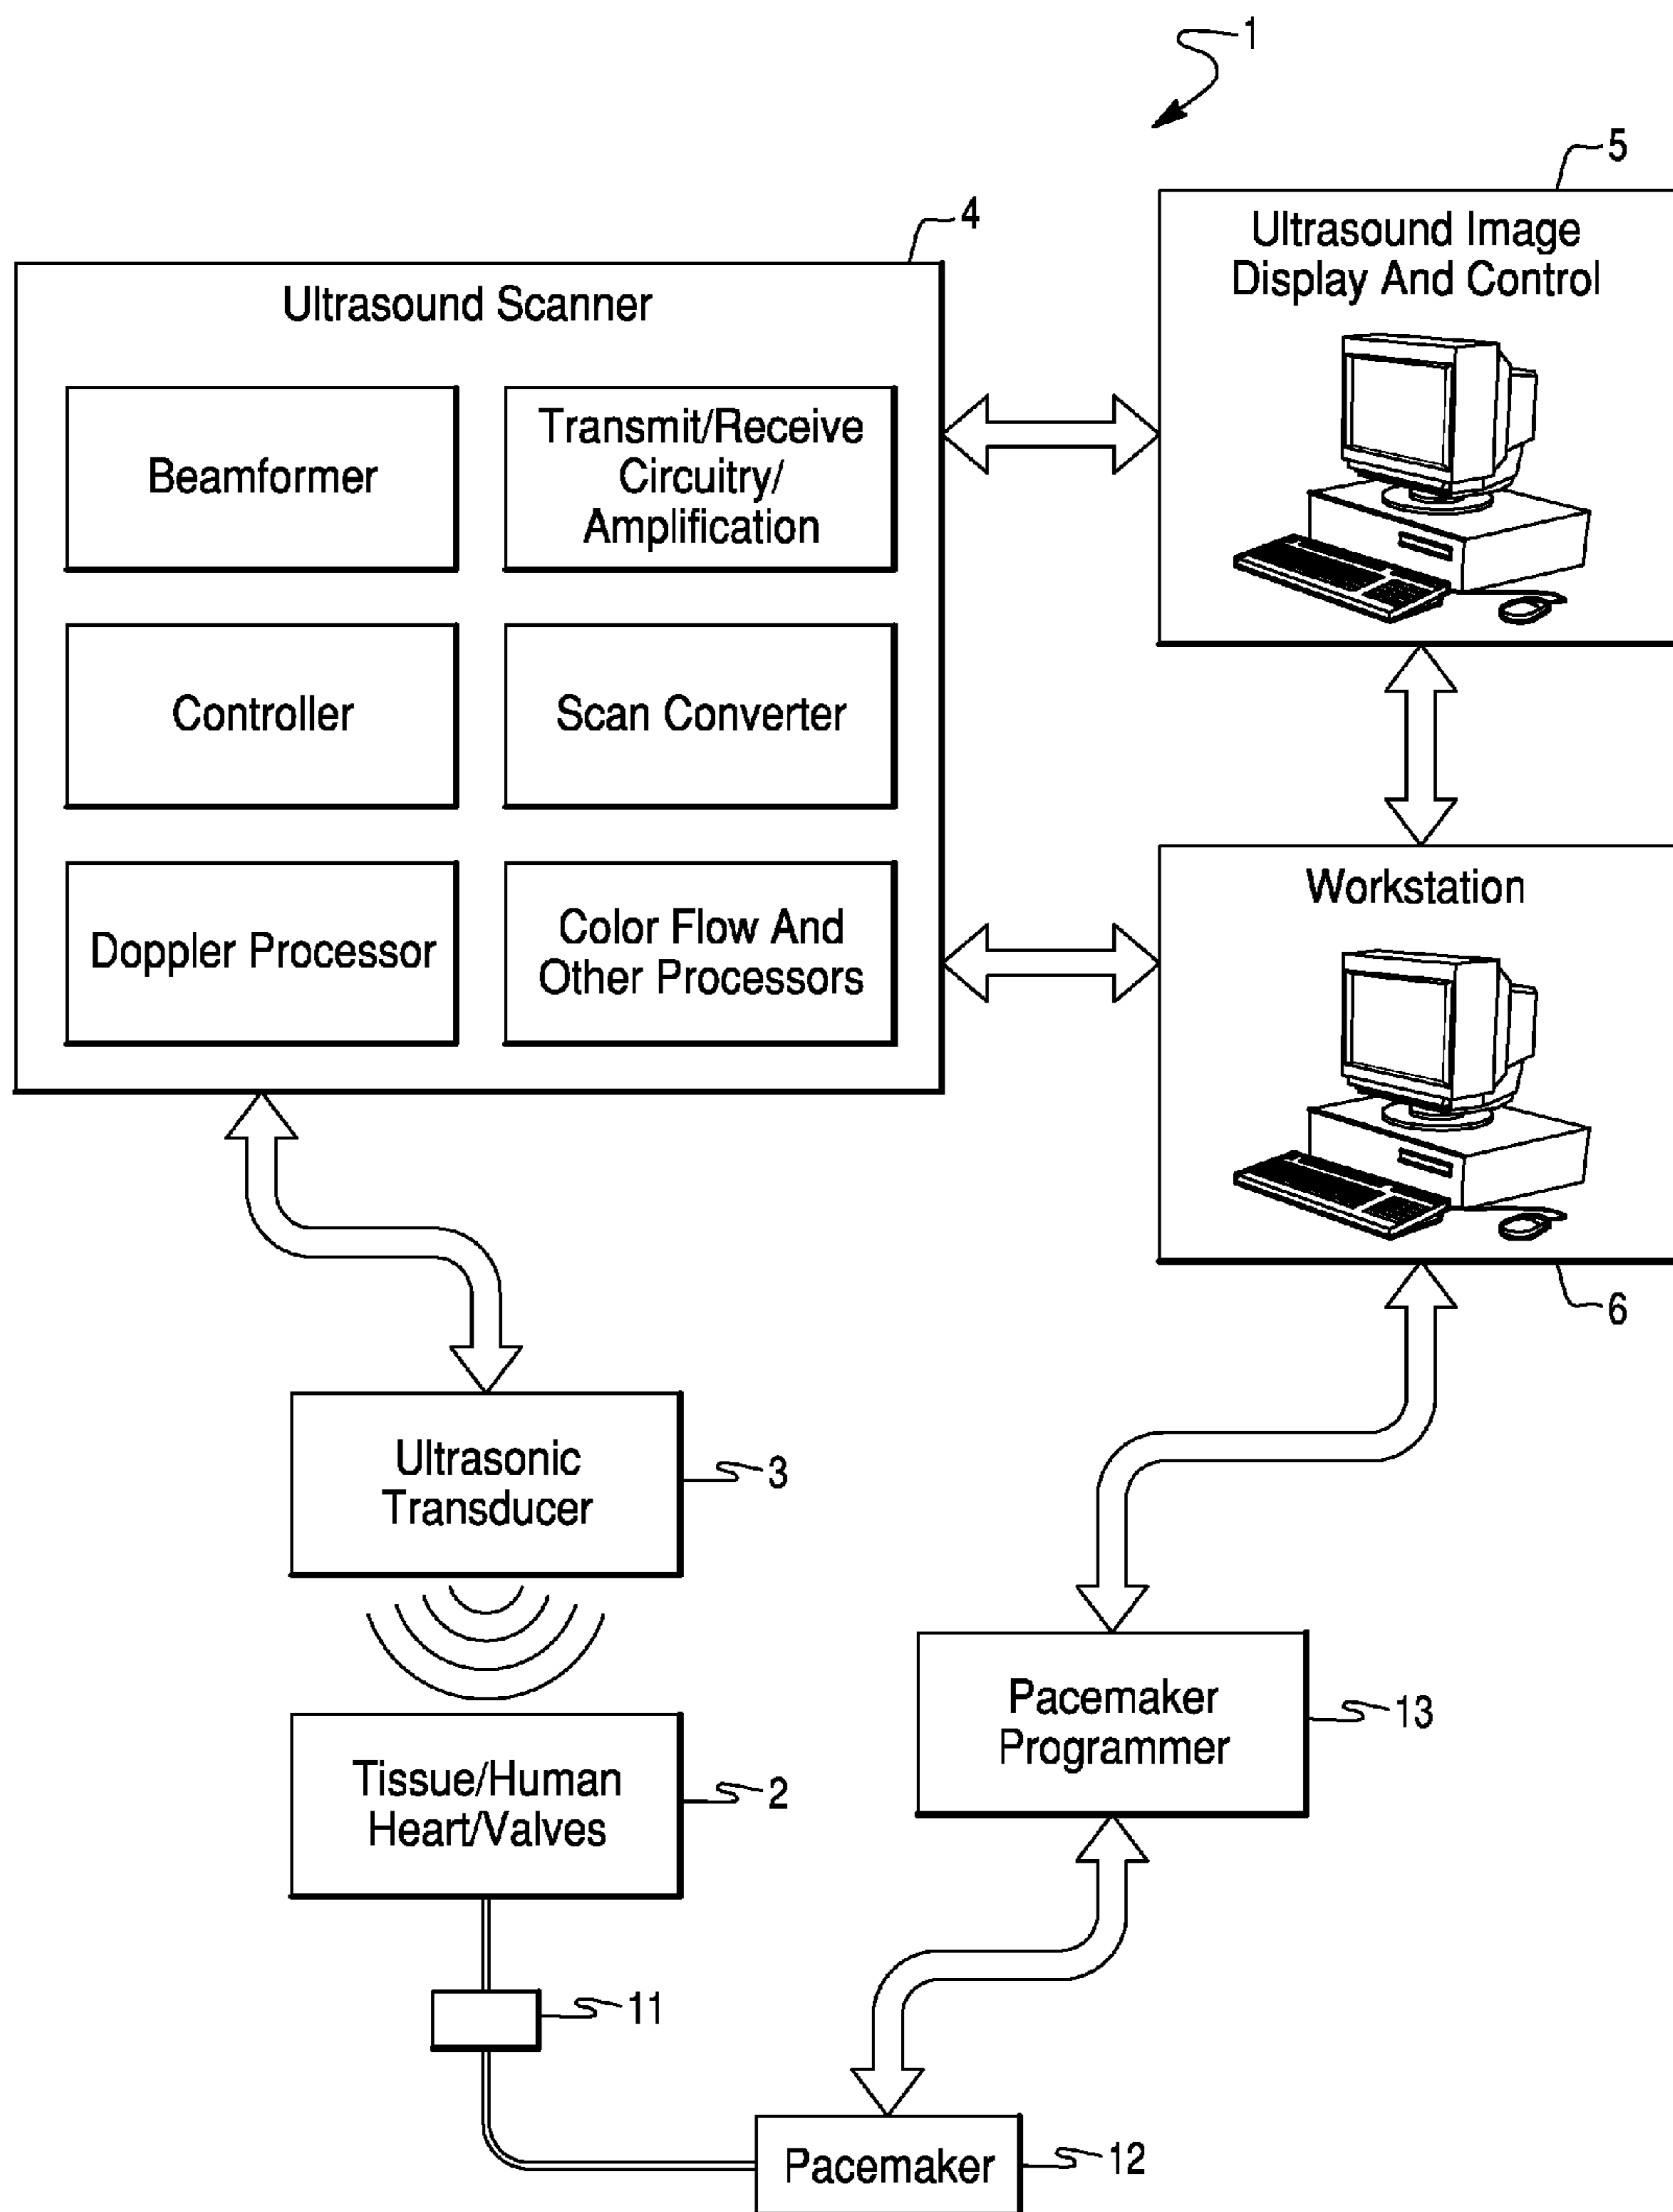 1
5
Ultrasound Image
Display And Control
4
Ultrasound Scanner
Beamformer
Transmit/Receive
Circuitry/
Amplification
Controller
Scan Converter
Doppler Processor
Color Flow And
Other Processors
Workstation
6
Ultrasonic
Transducer
3
Pacemaker
Programmer
13
Tissue/Human
Heart/Valves
2
11
Pacemaker
12